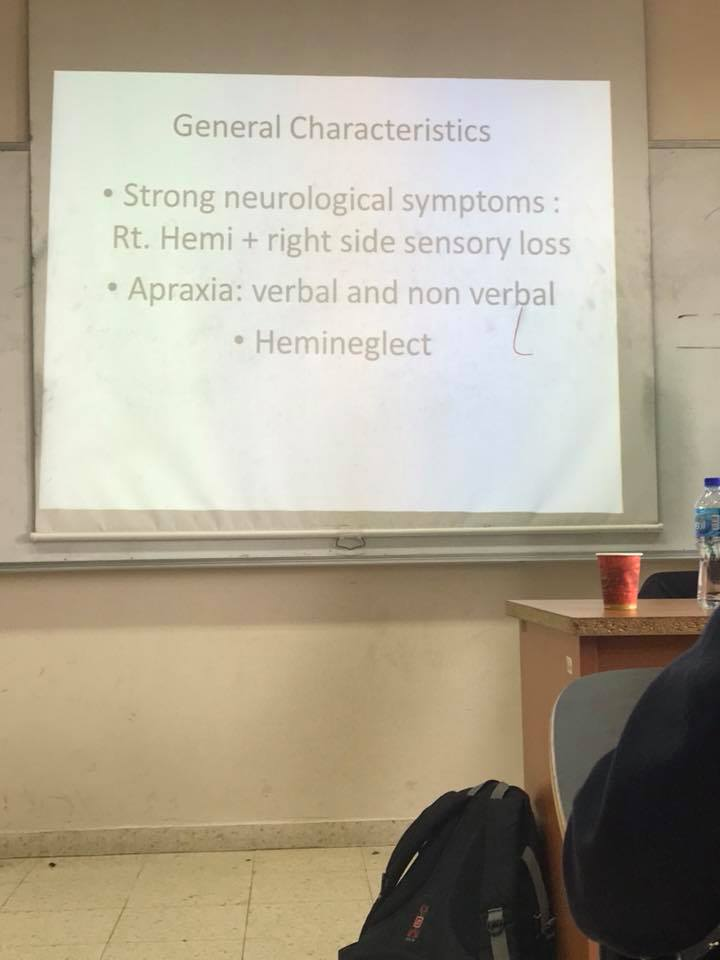 General Characteristics
• Strong neurological symptoms :
Rt. Hemi + right side sensory loss
• Apraxia: verbal and non verbal
• Hemineglect